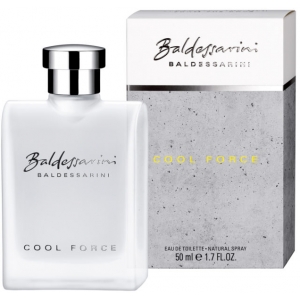 Baldessarini
BALDESSARINI
COOL FORCE
Baldessarini
BALDESSARINI
COOL FORCE
EAU DE TOILETTE • NATURAL SPRAY
50 ml e 1.7 FL.OZ.